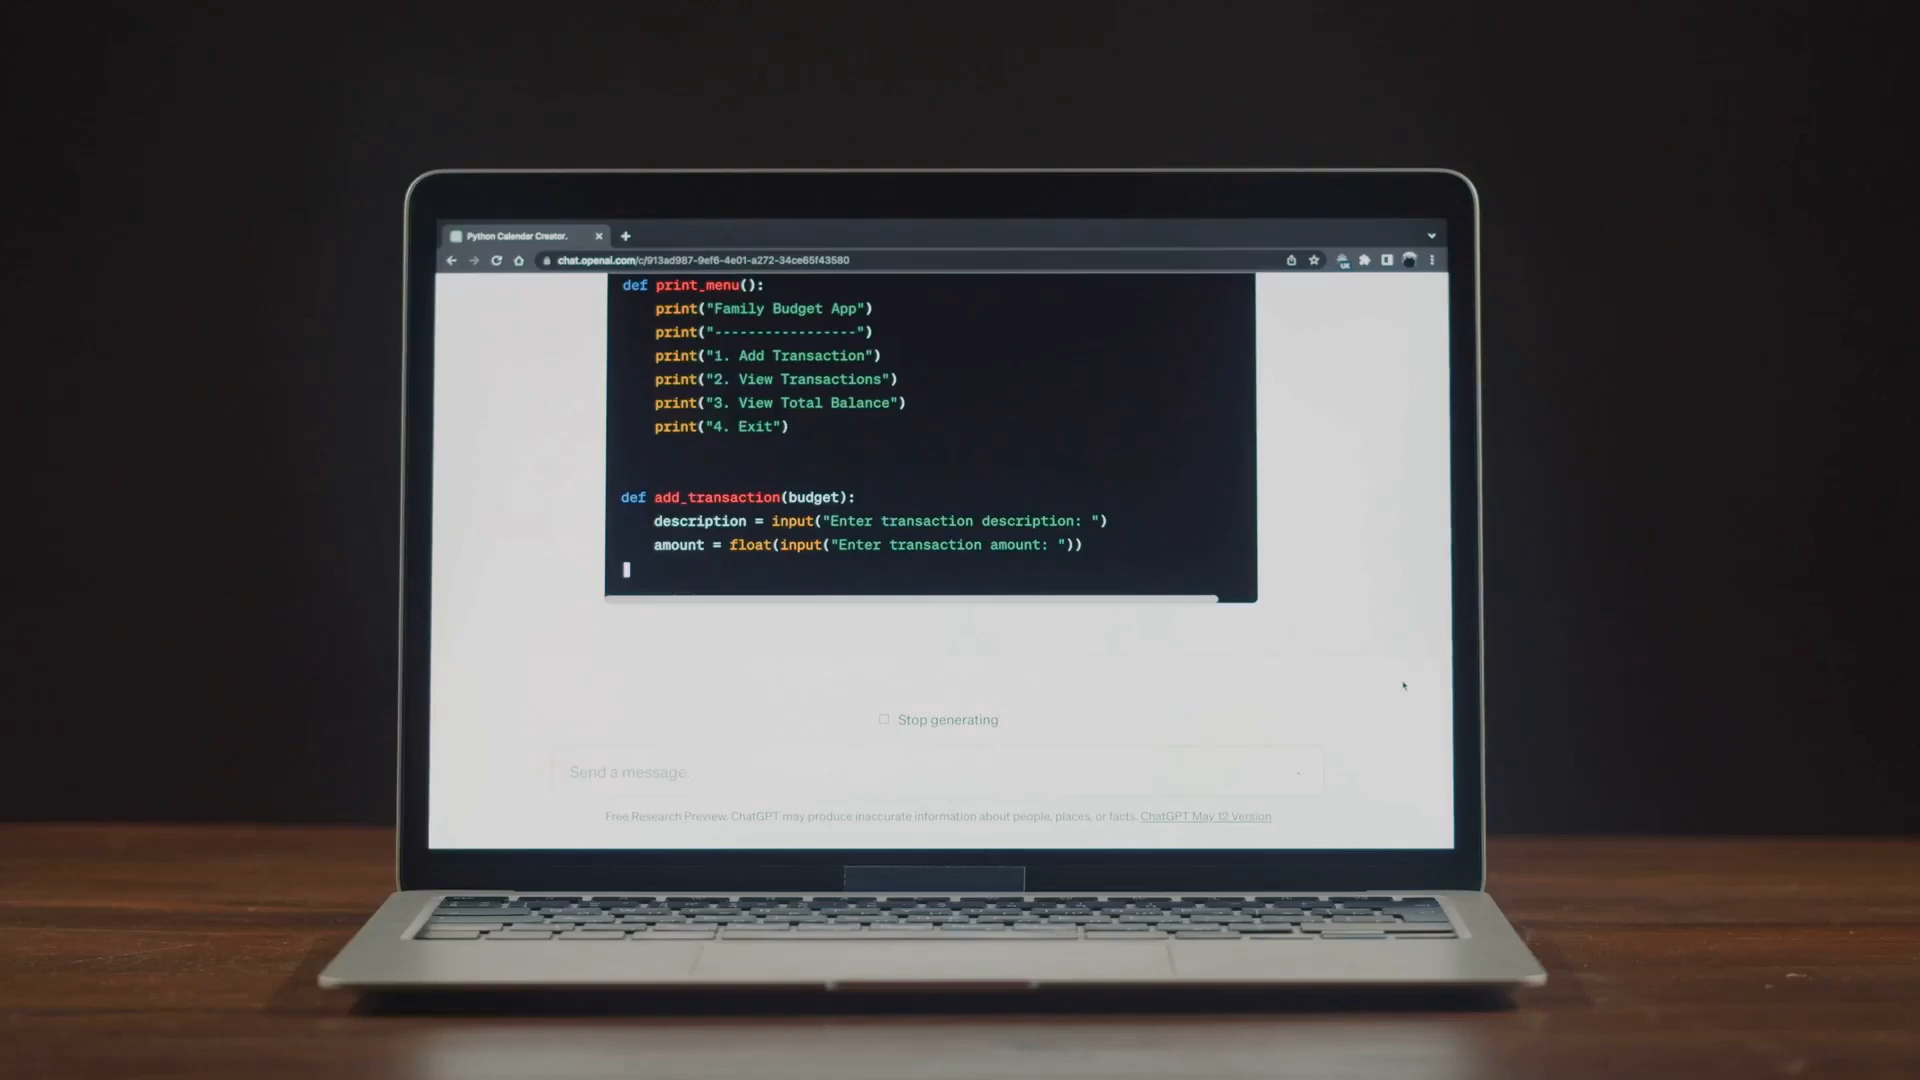 Python Calendar Creator.
chat.openai.com/c/913ad987-9ef6-4e01-a272-34ce65f43580
UK
def print_menu():
print("Family Budget App")
print("-----------------")
print("1. Add Transaction")
print("2. View Transactions")
print("3. View Total Balance")
print("4. Exit")
def add_transaction(budget):
description = input("Enter transaction description: ")
amount = float(input("Enter transaction amount: "))
Stop generating
Send a message.
Free Research Preview. ChatGPT may produce inaccurate information about people, places, or facts. ChatGPT May 12 Version